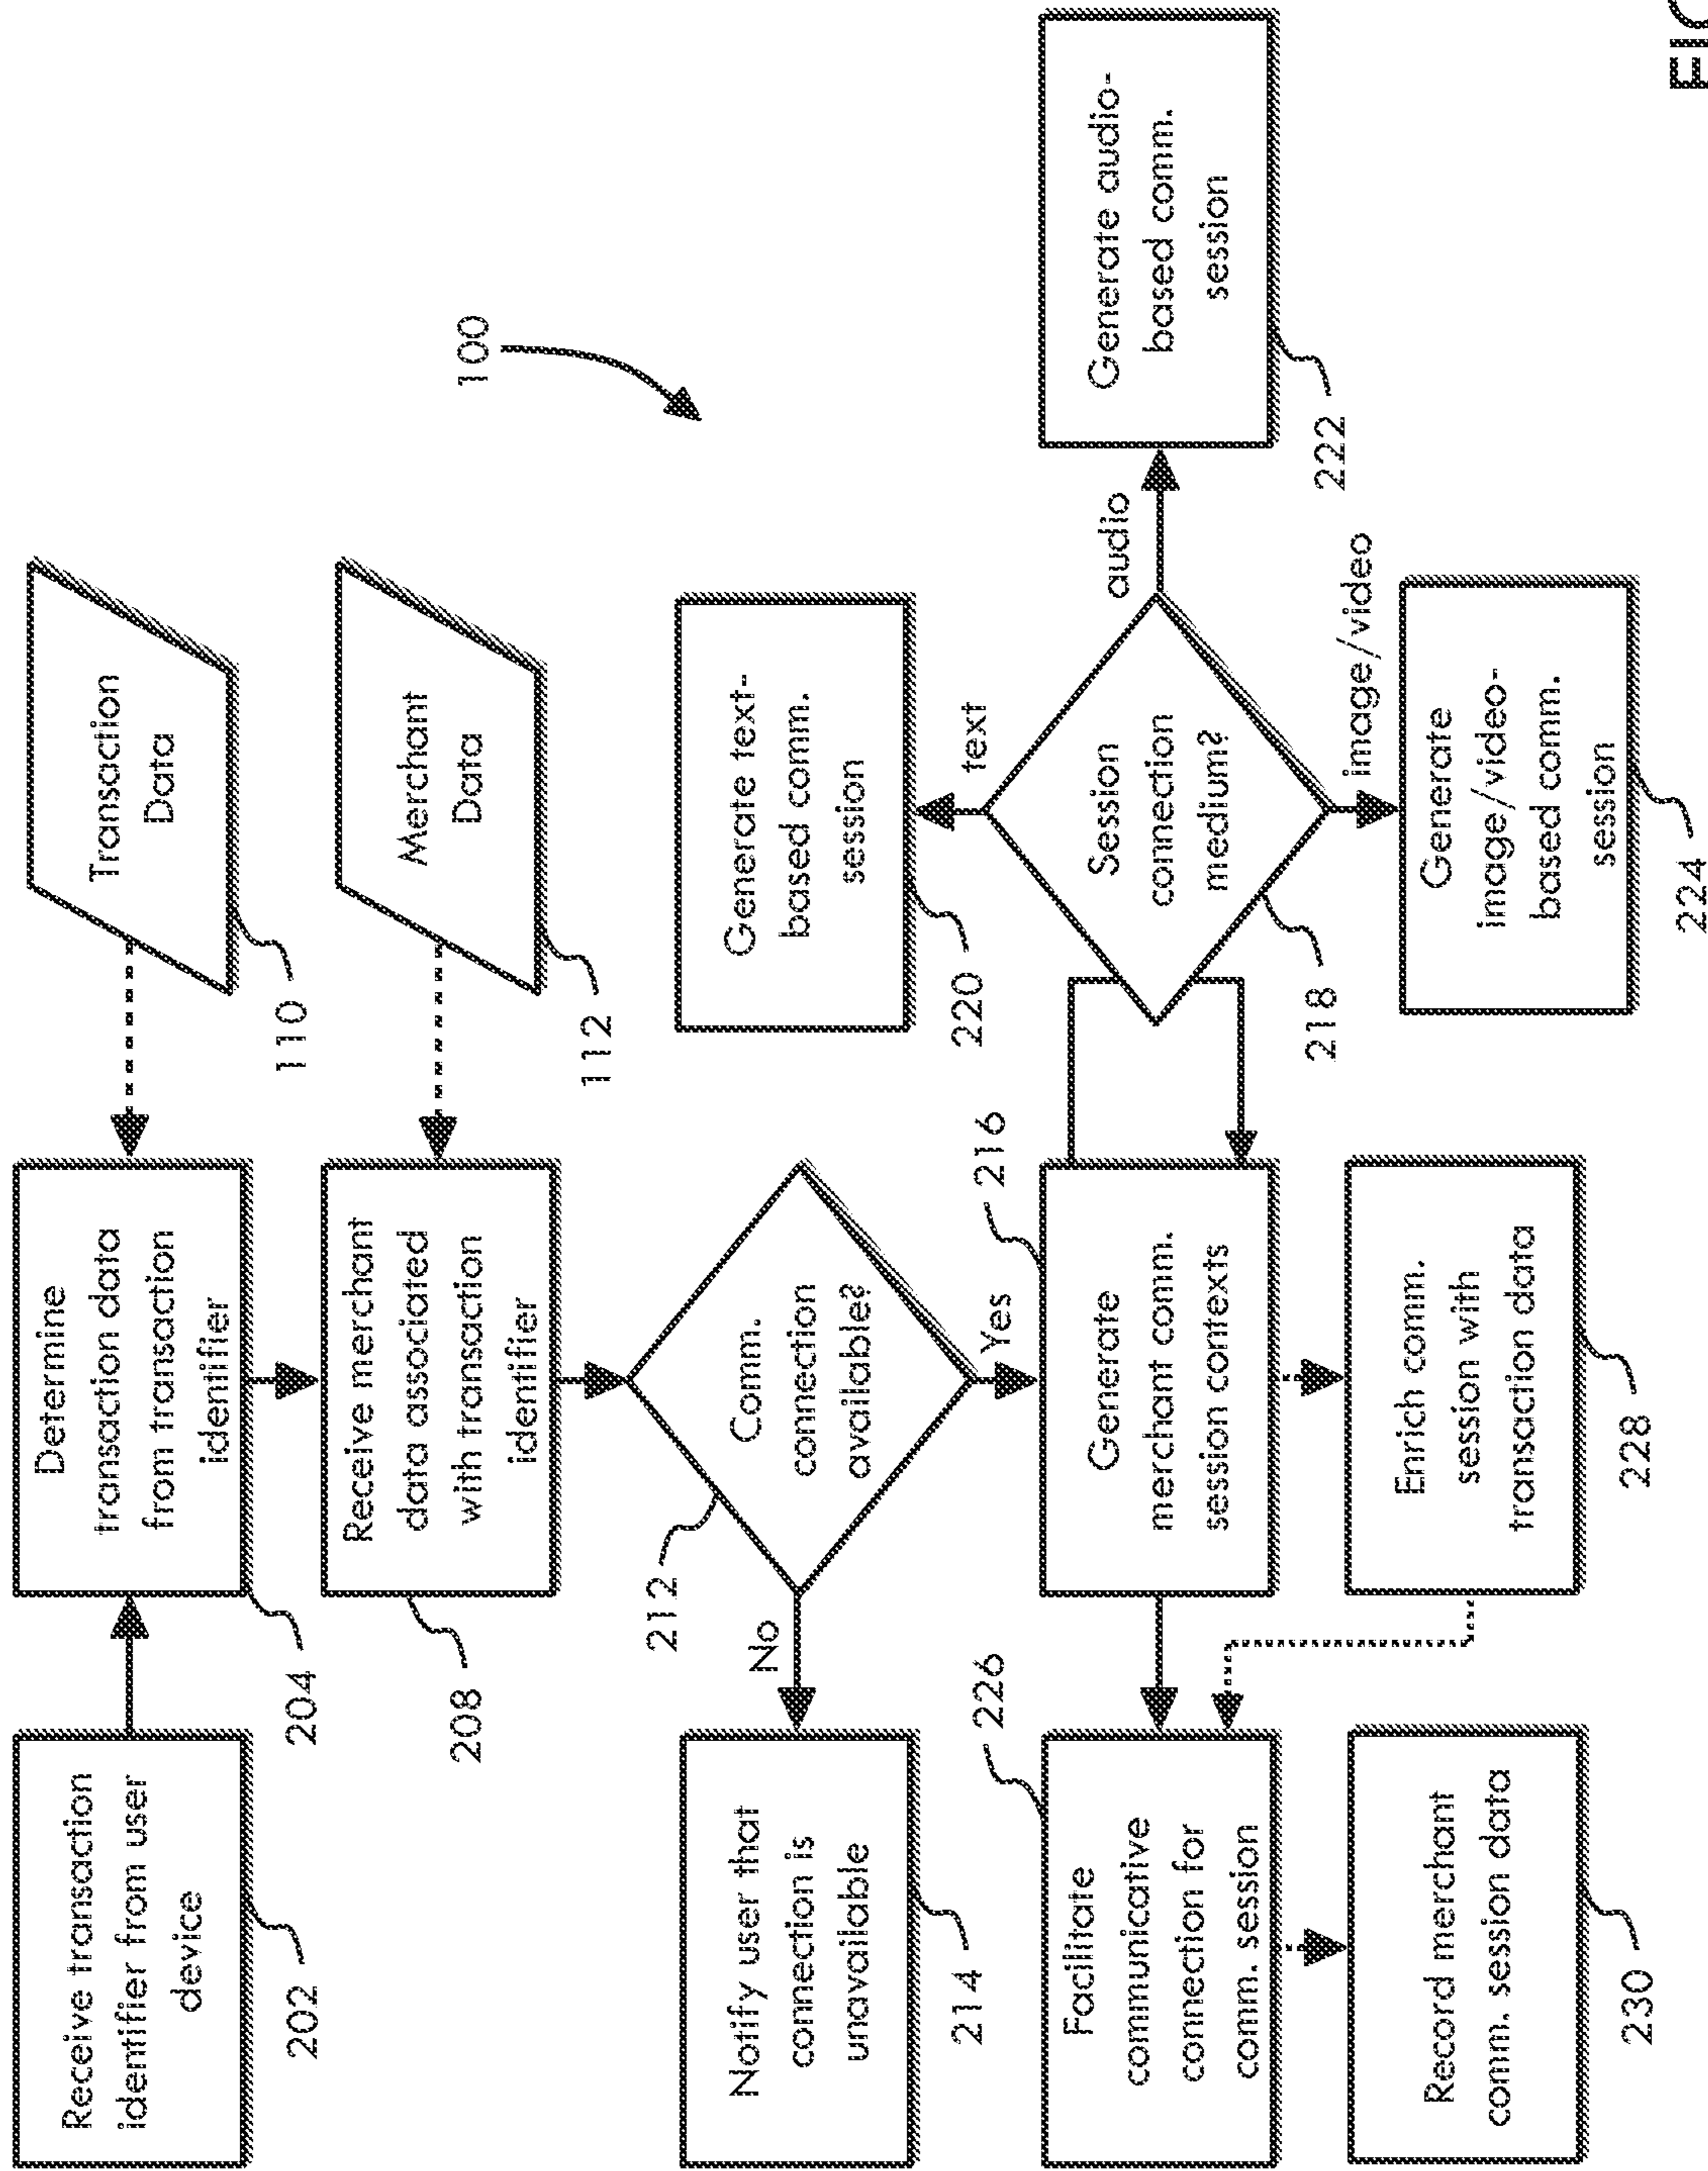 Receive transaction
identifier from user
device
202
Determine
transaction data
from transaction
identifier
204
Transaction
Data
110
Receive merchant
data associated
with transaction
identifier
208
Merchant
Data
112
100
Comm.
connection
available?
212
No
Yes
Notify user that
connection is
unavailable
214
Generate text-
based comm.
session
220
text
Facilitate
communicative
connection for
comm. session
226
Generate
merchant comm.
session contexts
216
Session
connection
medium?
218
audio
Generate audio-
based comm.
session
222
image/video
Record merchant
comm. session data
230
Enrich comm.
session with
transaction data
228
Generate
image/video-
based comm.
session
224